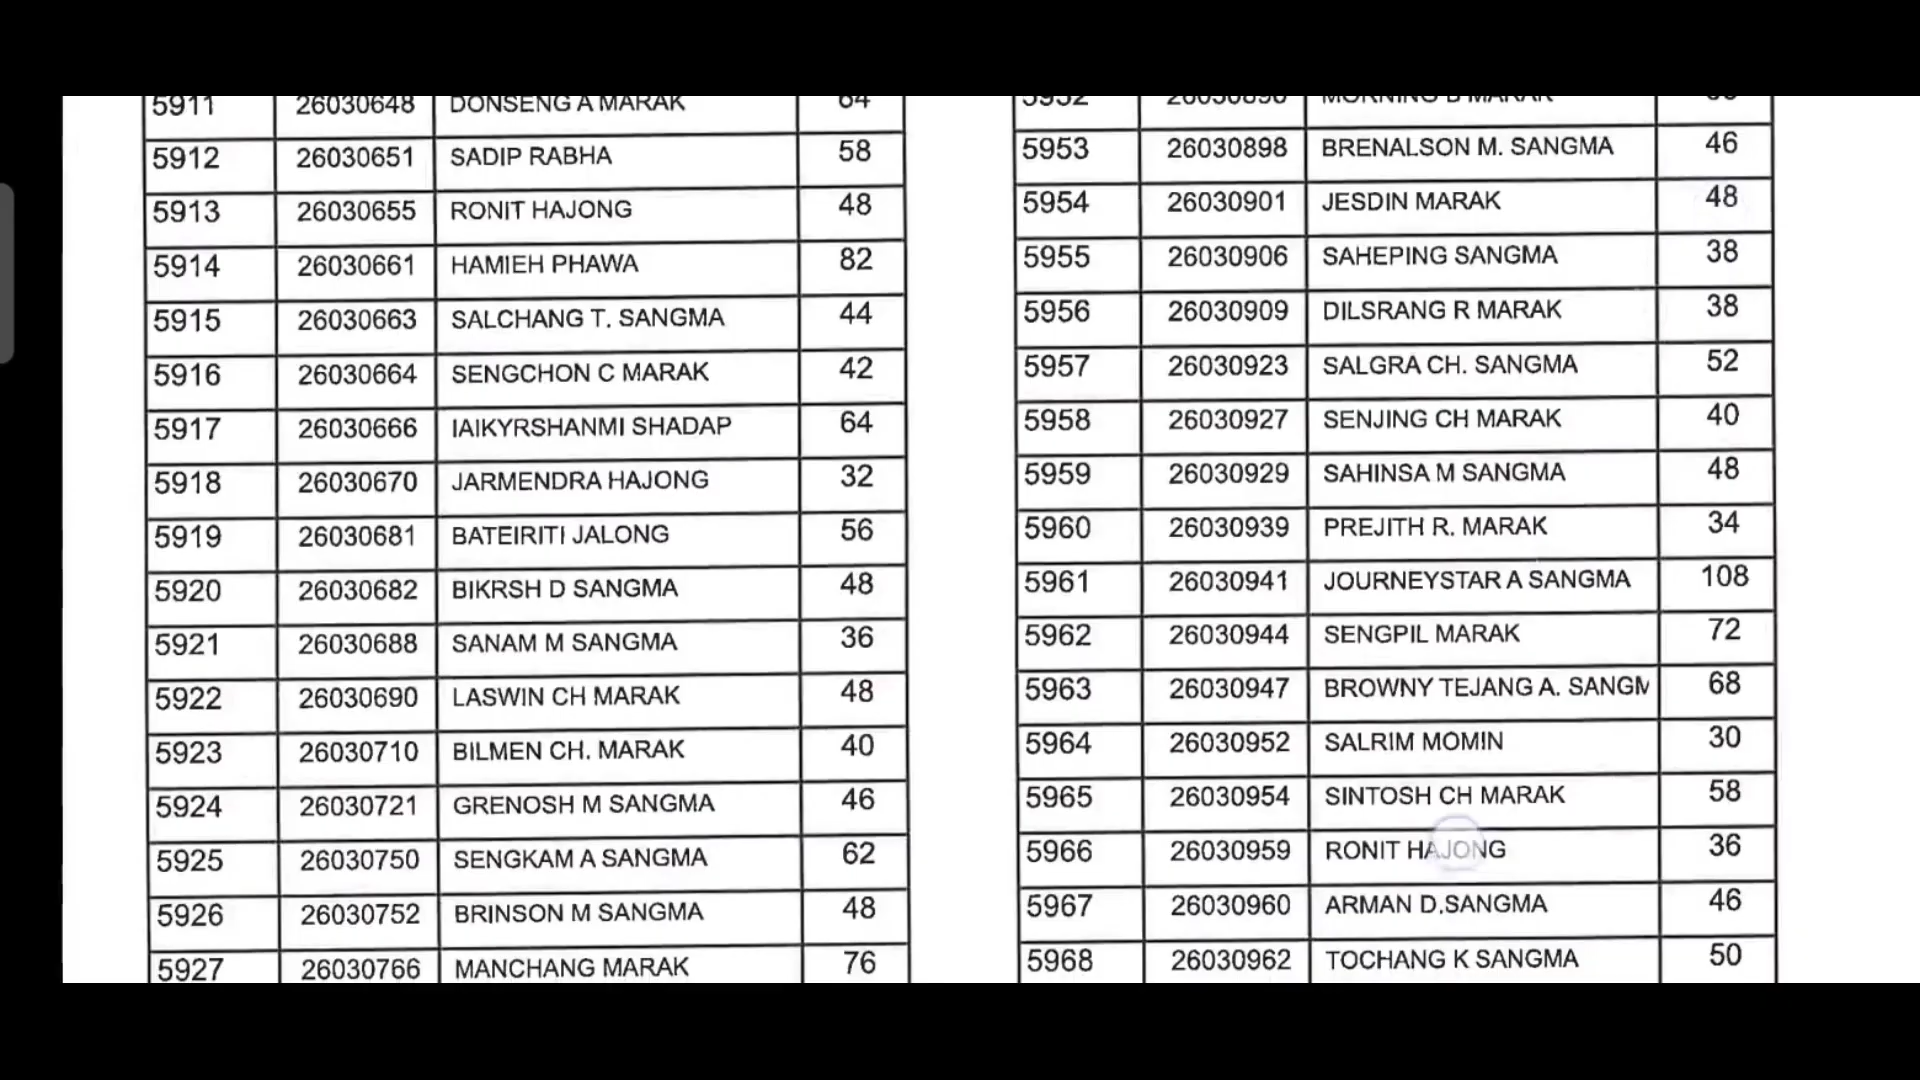 5911 26030648 DONSENG A MARAK 64
5912 26030651 SADIP RABHA 58
5913 26030655 RONIT HAJONG 48
5914 26030661 HAMIEH PHAWA 82
5915 26030663 SALCHANG T. SANGMA 44
5916 26030664 SENGCHON C MARAK 42
5917 26030666 IAIKYRSHANMI SHADAP 64
5918 26030670 JARMENDRA HAJONG 32
5919 26030681 BATEIRITI JALONG 56
5920 26030682 BIKRSH D SANGMA 48
5921 26030688 SANAM M SANGMA 36
5922 26030690 LASWIN CH MARAK 48
5923 26030710 BILMEN CH. MARAK 40
5924 26030721 GRENOSH M SANGMA 46
5925 26030750 SENGKAM A SANGMA 62
5926 26030752 BRINSON M SANGMA 48
5927 26030766 MANCHANG MARAK 76
5952 MORNING B MARAK
5953 26030898 BRENALSON M. SANGMA 46
5954 26030901 JESDIN MARAK 48
5955 26030906 SAHEPING SANGMA 38
5956 26030909 DILSRANG R MARAK 38
5957 26030923 SALGRA CH. SANGMA 52
5958 26030927 SENJING CH MARAK 40
5959 26030929 SAHINSA M SANGMA 48
5960 26030939 PREJITH R. MARAK 34
5961 26030941 JOURNEYSTAR A SANGMA 108
5962 26030944 SENGPIL MARAK 72
5963 26030947 BROWNY TEJANG A. SANGM 68
5964 26030952 SALRIM MOMIN 30
5965 26030954 SINTOSH CH MARAK 58
5966 26030959 RONIT HAJONG 36
5967 26030960 ARMAN D.SANGMA 46
5968 26030962 TOCHANG K SANGMA 50